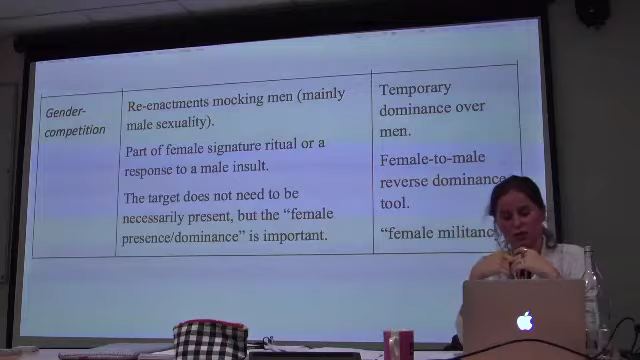 Gender-
competition
Re-enactments mocking men (mainly
male sexuality).
Part of female signature ritual or a
response to a male insult.
The target does not need to be
necessarily present, but the “female
presence/dominance” is important.
Temporary
dominance over
men.
Female-to-male
reverse dominance
tool.
“female militanc